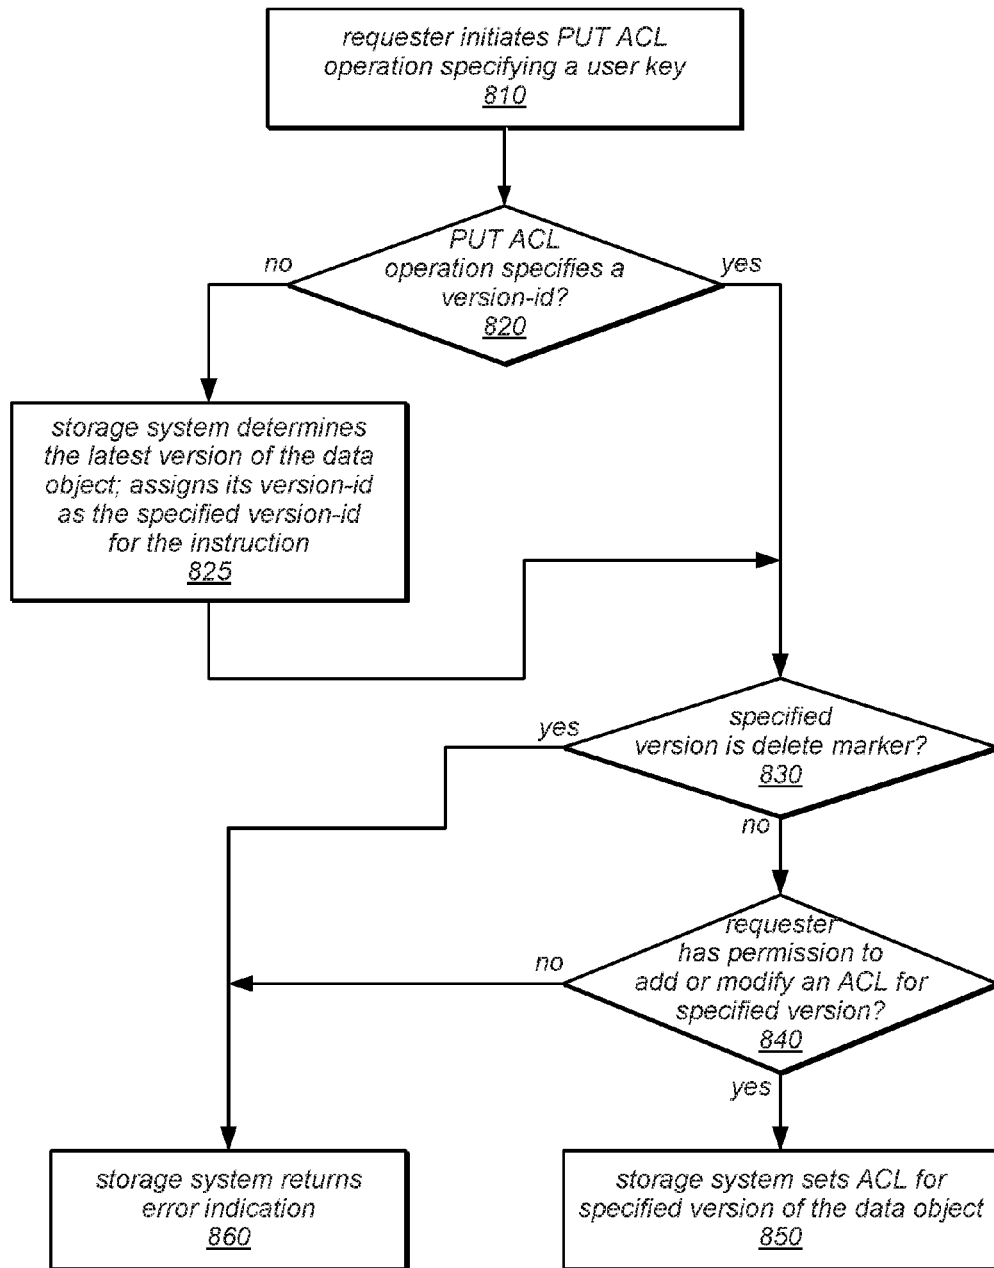 requester initiates PUT ACL
operation specifying a user key
810
PUT ACL
operation specifies a
version-id?
820
no
yes
storage system determines
the latest version of the data
object; assigns its version-id
as the specified version-id
for the instruction
825
specified
version is delete marker?
830
yes
no
requester
has permission to
add or modify an ACL for
specified version?
840
no
yes
storage system returns
error indication
860
storage system sets ACL for
specified version of the data object
850